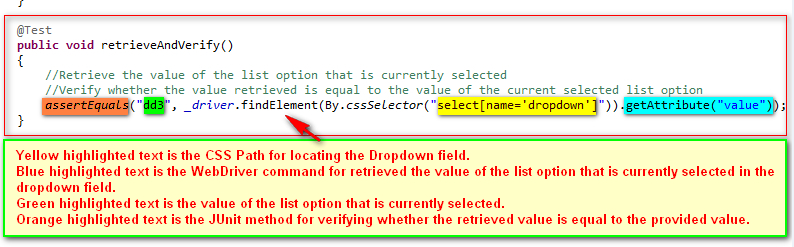 }
@Test
public void retrieveAndVerify()
{
//Retrieve the value of the list option that is currently selected
//Verify whether the value retrieved is equal to the value of the current selected list option
assertEquals("dd3", _driver.findElement(By.cssSelector("select[name='dropdown']")).getAttribute("value"));
}
Yellow highlighted text is the CSS Path for locating the Dropdown field.
Blue highlighted text is the WebDriver command for retrieved the value of the list option that is currently selected in the
dropdown field.
Green highlighted text is the value of the list option that is currently selected.
Orange highlighted text is the JUnit method for verifying whether the retrieved value is equal to the provided value.